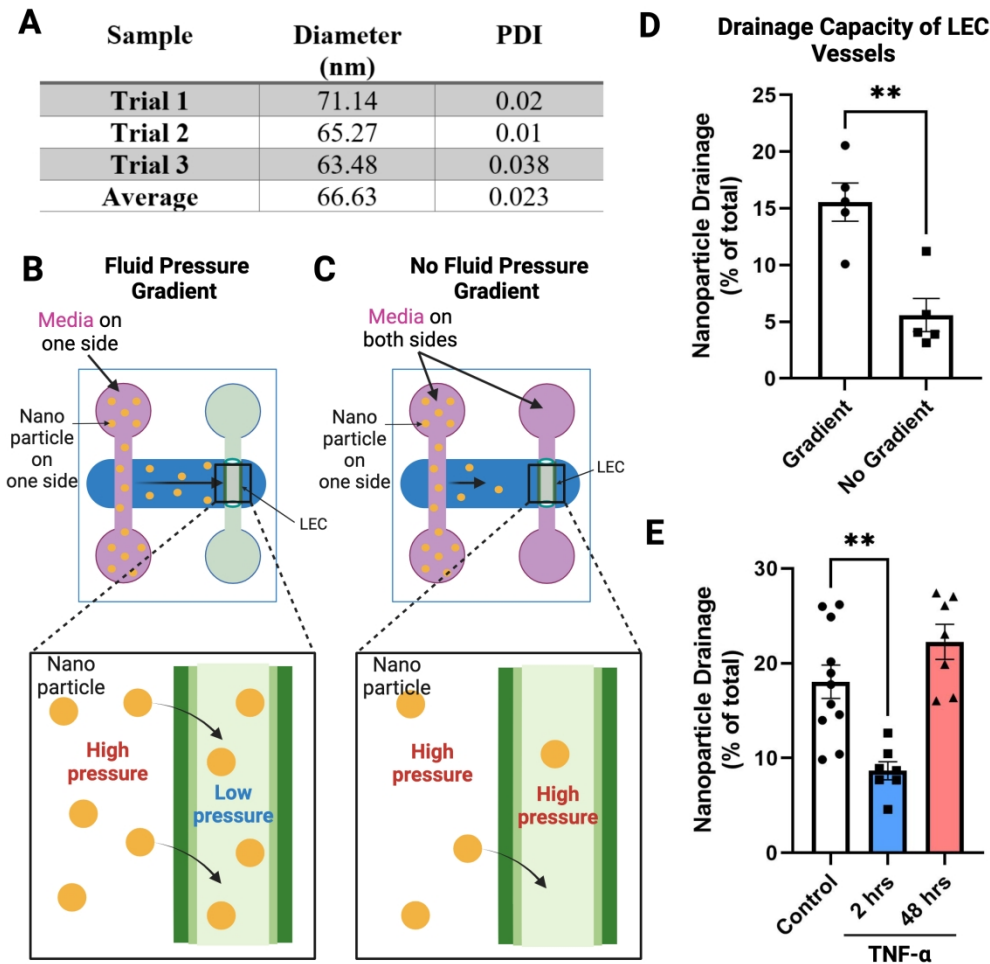 A
Sample Diameter (nm) PDI
Trial 1 71.14 0.02
Trial 2 65.27 0.01
Trial 3 63.48 0.038
Average 66.63 0.023
B
Fluid Pressure
Gradient
Media on
one side
Nano
particle
on
one side
LEC
Nano
particle
High
pressure
Low
pressure
C
No Fluid Pressure
Gradient
Media on
both sides
Nano
particle
on
one side
LEC
Nano
particle
High
pressure
High
pressure
D
Drainage Capacity of LEC
Vessels
Nanoparticle Drainage
(% of total)
25
20
15
10
5
0
**
Gradient
No Gradient
E
Nanoparticle Drainage
(% of total)
30
20
10
0
**
Control
2 hrs
48 hrs
TNF-α